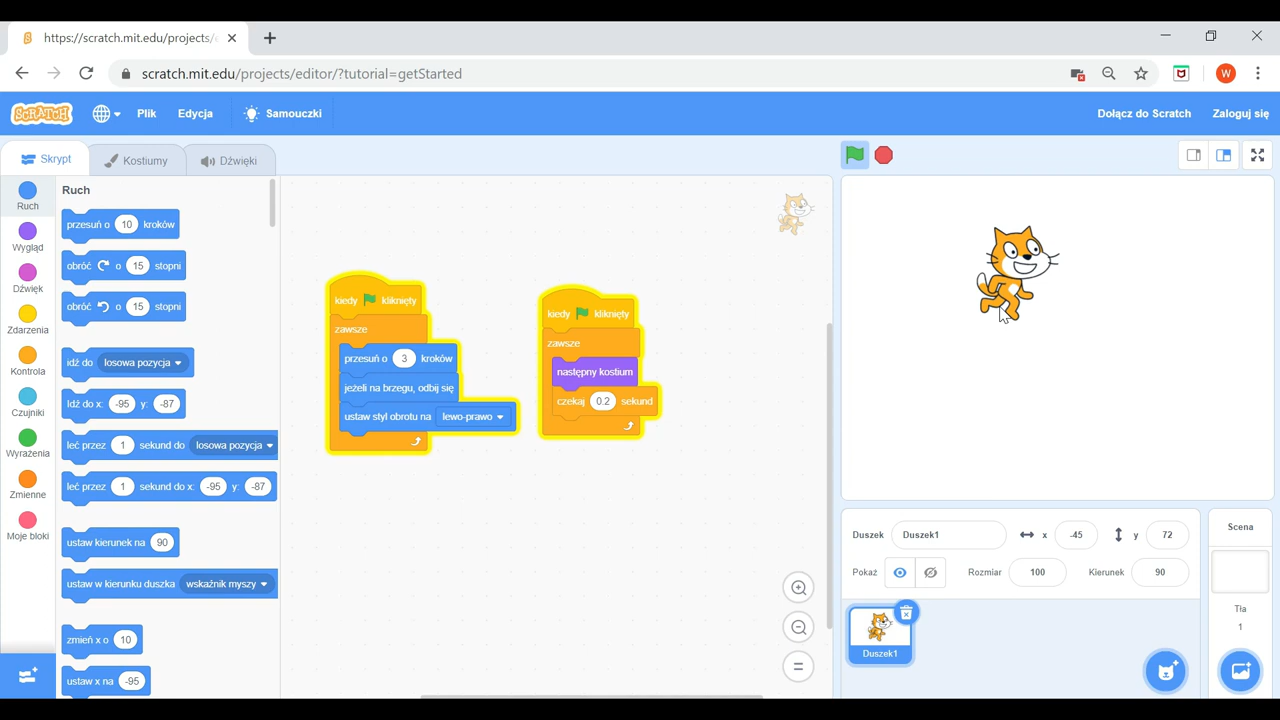 https://scratch.mit.edu/projects/
scratch.mit.edu/projects/editor/?tutorial=getStarted
W
SCRATCH
Plik
Edycja
Samouczki
Dołącz do Scratch
Zaloguj się
Skrypt
Kostiumy
Dźwięki
Ruch
Wygląd
Dźwięk
Zdarzenia
Kontrola
Czujniki
Wyrażenia
Zmienne
Moje bloki
Ruch
przesuń o 10 kroków
obróć o 15 stopni
obróć o 15 stopni
idź do losowa pozycja
Idź do x: -95 y: -87
leć przez 1 sekund do losowa pozycja
leć przez 1 sekund do x: -95 y: -87
ustaw kierunek na 90
ustaw w kierunku duszka wskaźnik myszy
zmień x o 10
ustaw x na -95
kiedy kliknięty
zawsze
przesuń o 3 kroków
jeżeli na brzegu, odbij się
ustaw styl obrotu na lewo-prawo
kiedy kliknięty
zawsze
następny kostium
czekaj 0.2 sekund
Duszek Duszek1 x -45 y 72
Pokaż Rozmiar 100 Kierunek 90
Duszek1
Scena
Tła
1